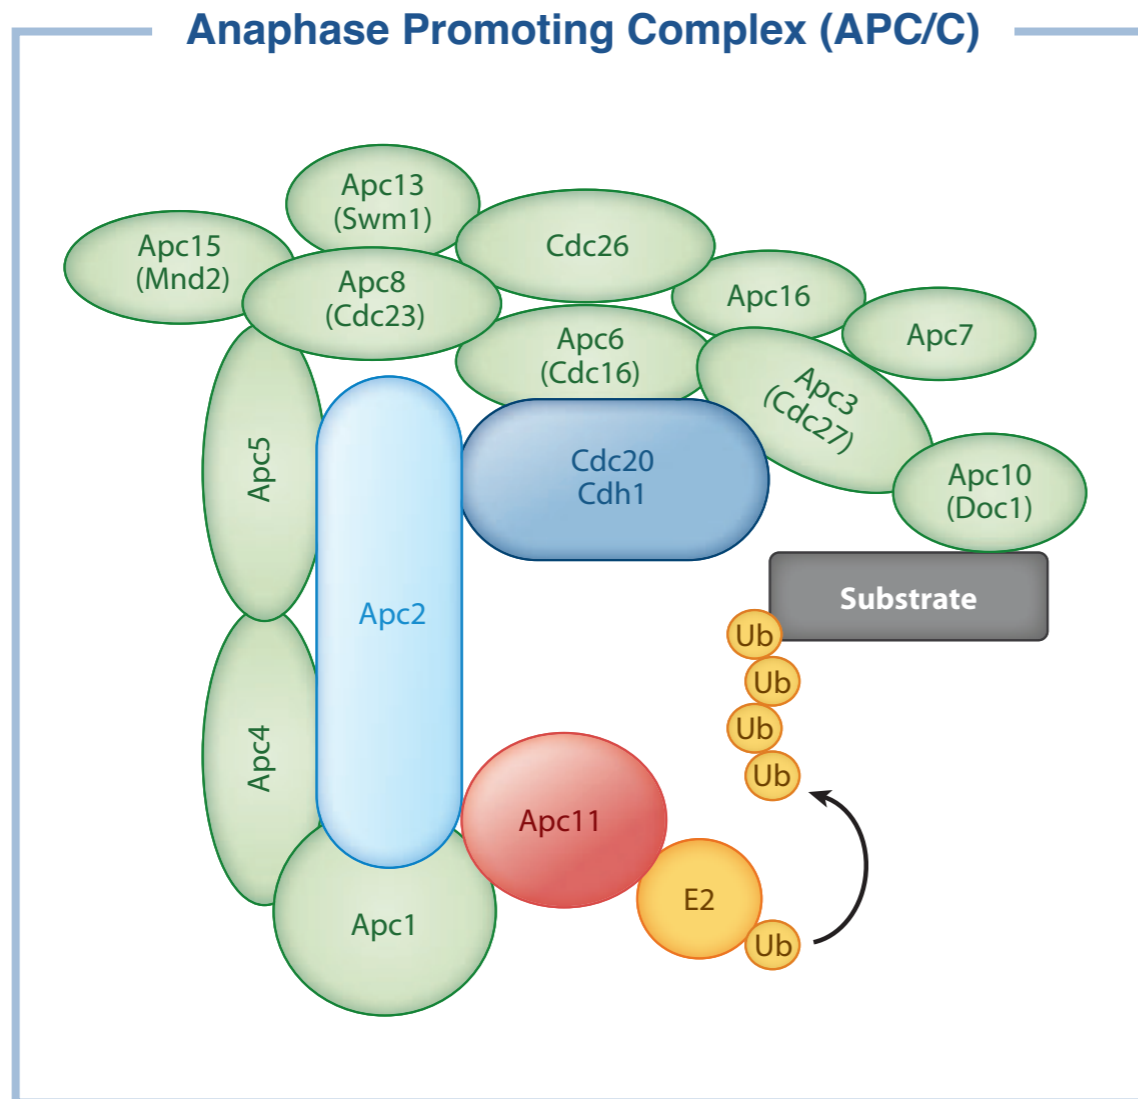 Anaphase Promoting Complex (APC/C)
Apc13
(Swm1)
Apc15
(Mnd2)
Cdc26
Apc8
(Cdc23)
Apc16
Apc7
Apc6
(Cdc16)
Apc3
(Cdc27)
Apc5
Cdc20
Cdh1
Apc10
(Doc1)
Substrate
Apc2
Ub
Ub
Ub
Ub
Apc4
Apc11
E2
Apc1
Ub